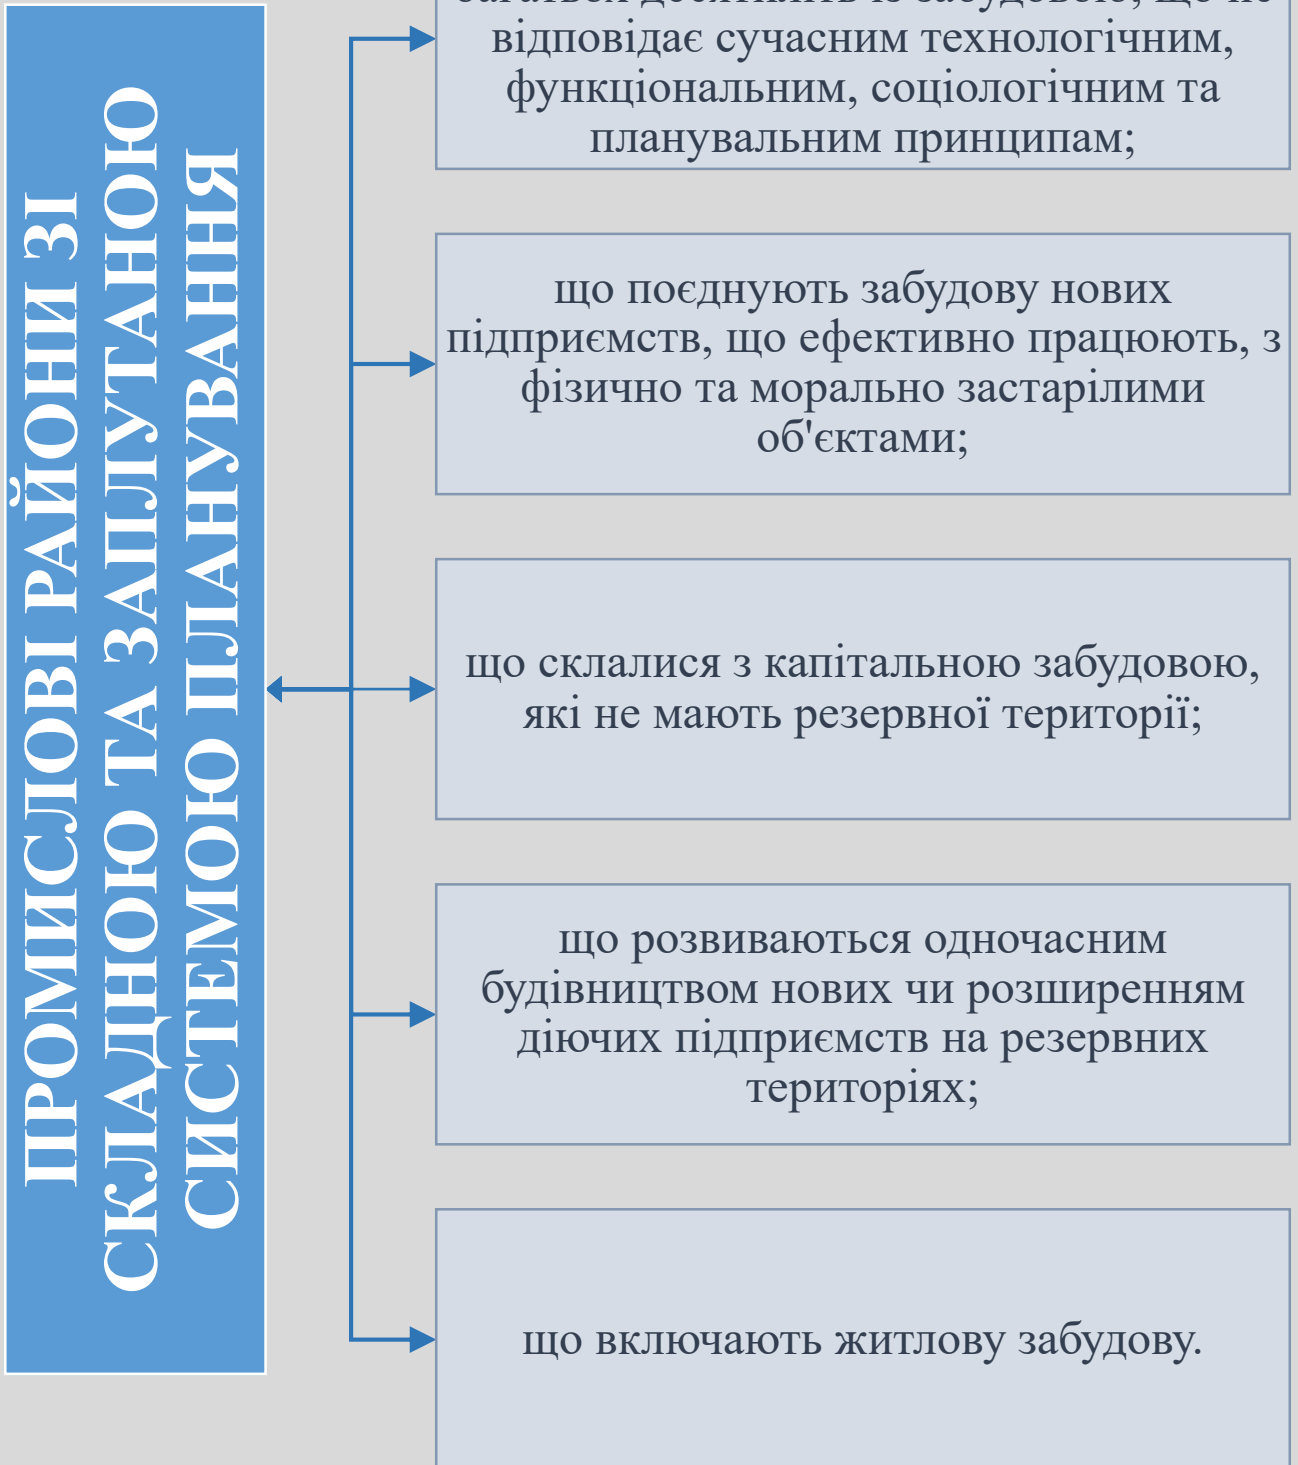 ПРОМИСЛОВІ РАЙОНИ ЗІ
СКЛАДНОЮ ТА ЗАПЛУТАНОЮ
СИСТЕМОЮ ПЛАНУВАННЯ
відповідає сучасним технологічним,
функціональним, соціологічним та
планувальним принципам;
що поєднують забудову нових
підприємств, що ефективно працюють, з
фізично та морально застарілими
об'єктами;
що склалися з капітальною забудовою,
які не мають резервної території;
що розвиваються одночасним
будівництвом нових чи розширенням
діючих підприємств на резервних
територіях;
що включають житлову забудову.